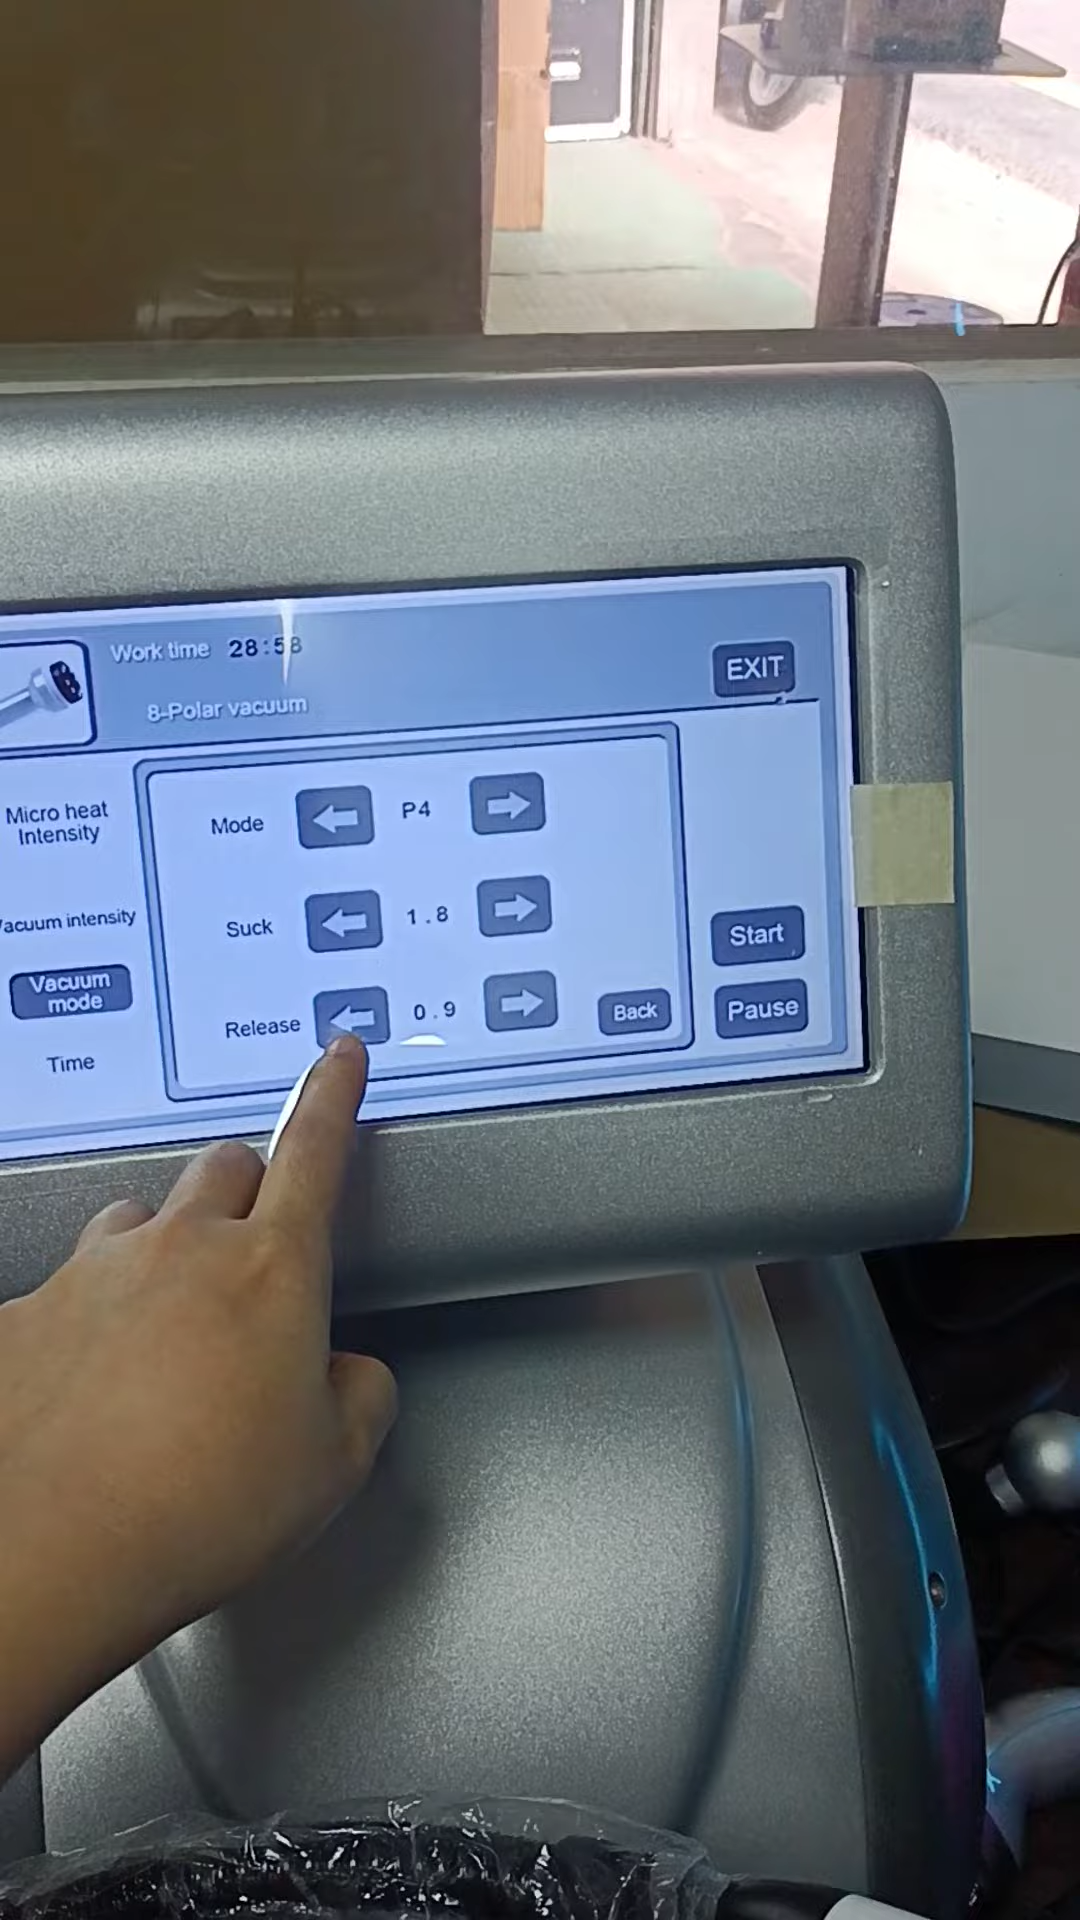 Work time 28:58
EXIT
8-Polar vacuum
Micro heat
Intensity
Mode P4
Vacuum intensity
Suck 1.8
Start
Vacuum
mode
Release 0.9
Back
Pause
Time